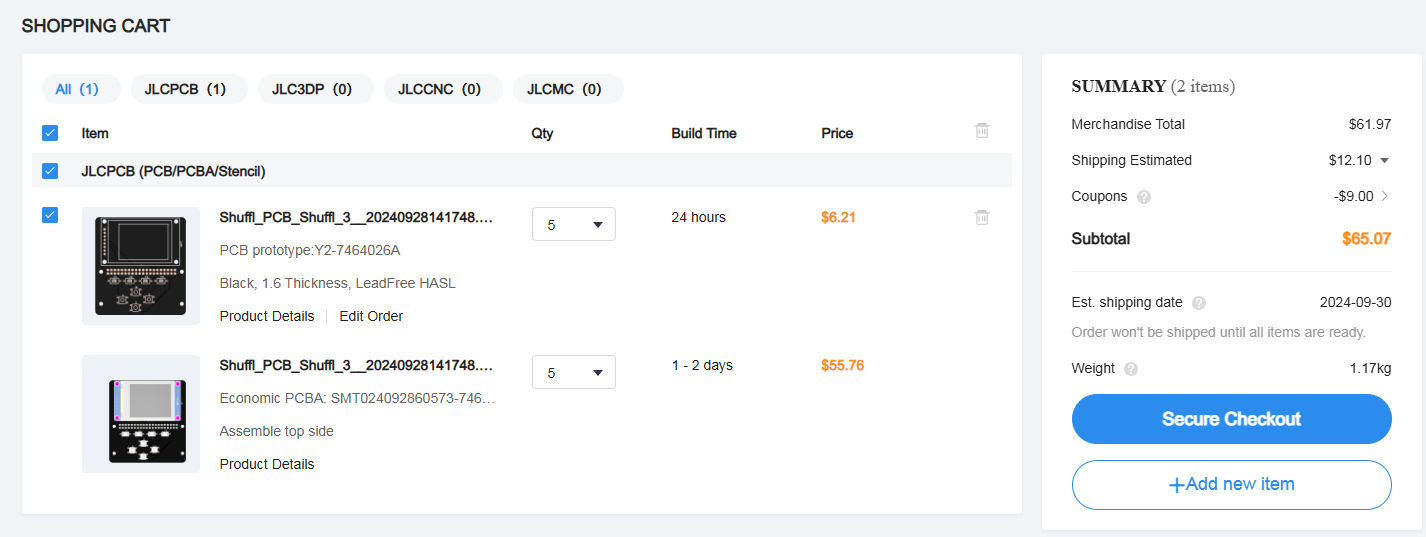 SHOPPING CART
All (1) JLCPCB (1) JLC3DP (0) JLCCNC (0) JLCMC (0)
Item Qty Build Time Price
JLCPCB (PCB/PCBA/Stencil)
Shuffl_PCB_Shuffl_3__20240928141748.... 5 24 hours $6.21
PCB prototype:Y2-7464026A
Black, 1.6 Thickness, LeadFree HASL
Product Details Edit Order
Shuffl_PCB_Shuffl_3__20240928141748.... 5 1 - 2 days $55.76
Economic PCBA: SMT024092860573-746...
Assemble top side
Product Details
SUMMARY (2 items)
Merchandise Total $61.97
Shipping Estimated $12.10
Coupons ? -$9.00
Subtotal $65.07
Est. shipping date ? 2024-09-30
Order won't be shipped until all items are ready.
Weight ? 1.17kg
Secure Checkout
+Add new item